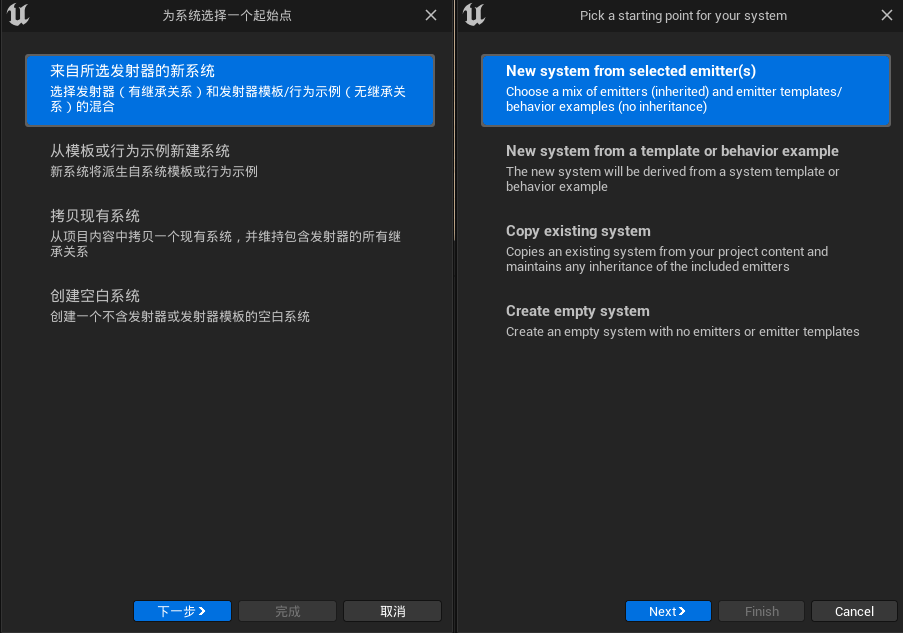 为系统选择一个起始点
来自所选发射器的新系统
选择发射器（有继承关系）和发射器模板/行为示例（无继承关
系）的混合
从模板或行为示例新建系统
新系统将派生自系统模板或行为示例
拷贝现有系统
从项目内容中拷贝一个现有系统，并维持包含发射器的所有继
承关系
创建空白系统
创建一个不含发射器或发射器模板的空白系统
下一步
完成
取消
Pick a starting point for your system
New system from selected emitter(s)
Choose a mix of emitters (inherited) and emitter templates/
behavior examples (no inheritance)
New system from a template or behavior example
The new system will be derived from a system template or
behavior example
Copy existing system
Copies an existing system from your project content and
maintains any inheritance of the included emitters
Create empty system
Create an empty system with no emitters or emitter templates
Next
Finish
Cancel